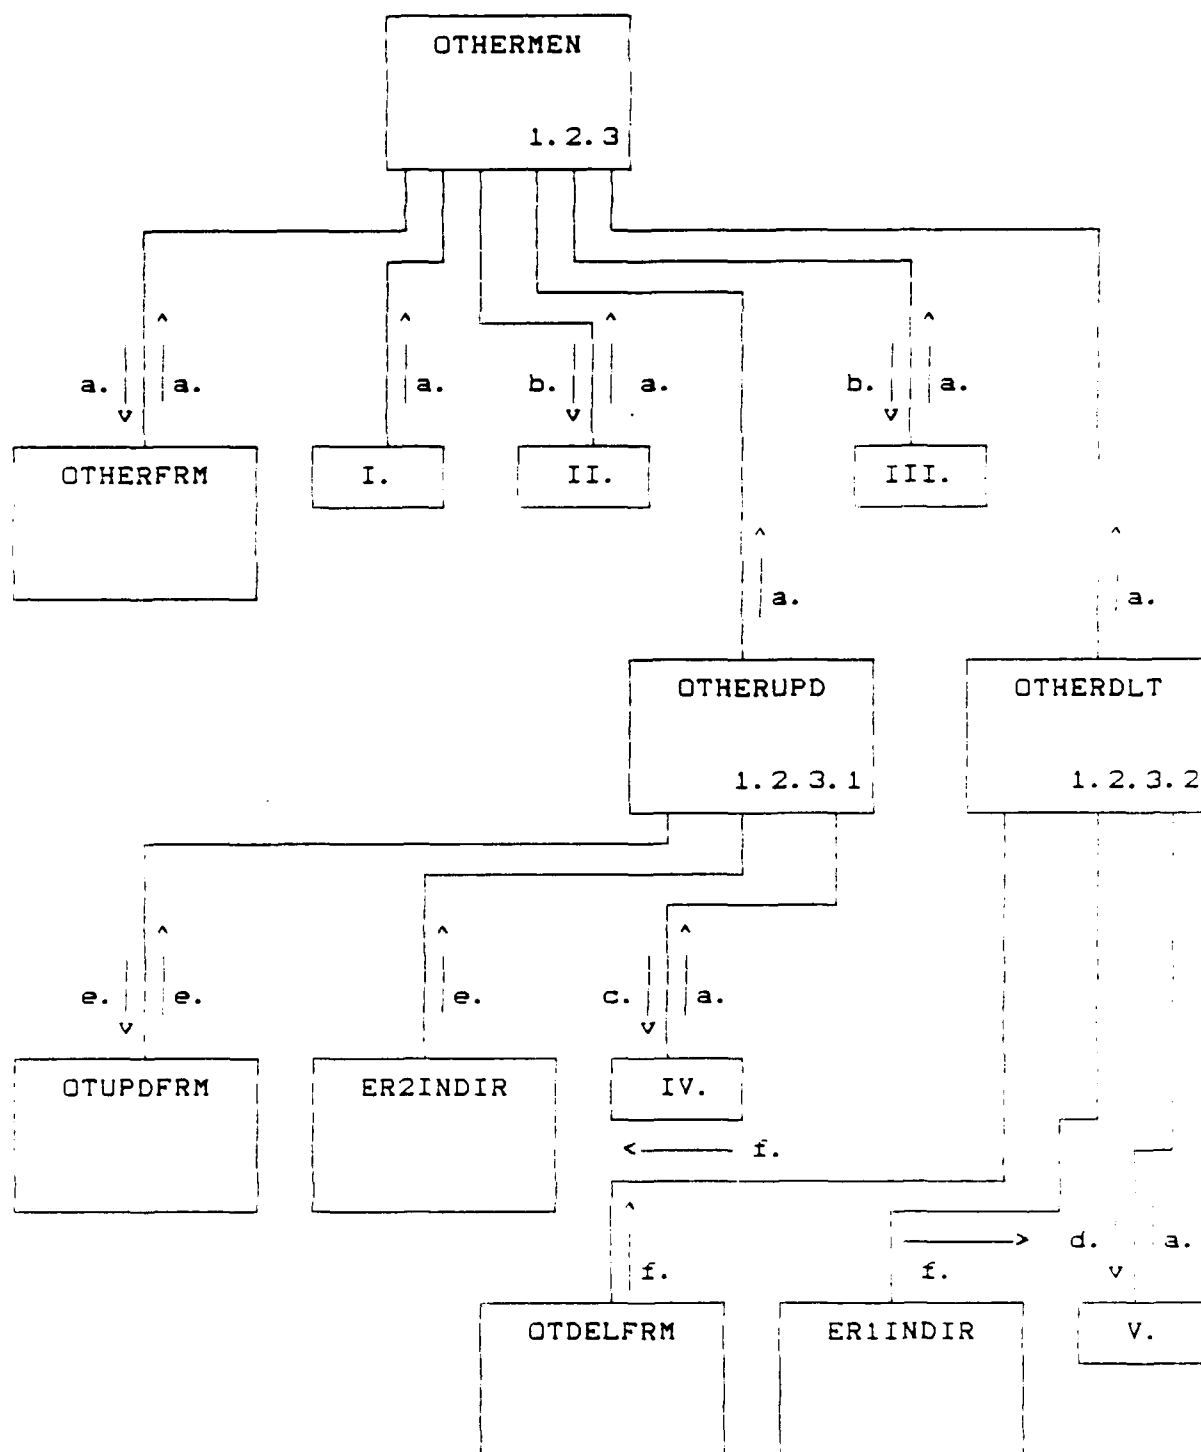 OTHERMEN
1.2.3
a. a. a. b. a. b. a.
OTHERFRM I. II. III.
a. a.
OTHERUPD OTHERDLT
1.2.3.1 1.2.3.2
e. e. e. c. a.
OTUPDFRM ER2INDIR IV.
f.
d. a.
f. f.
OTDELFRM ER1INDIR V.